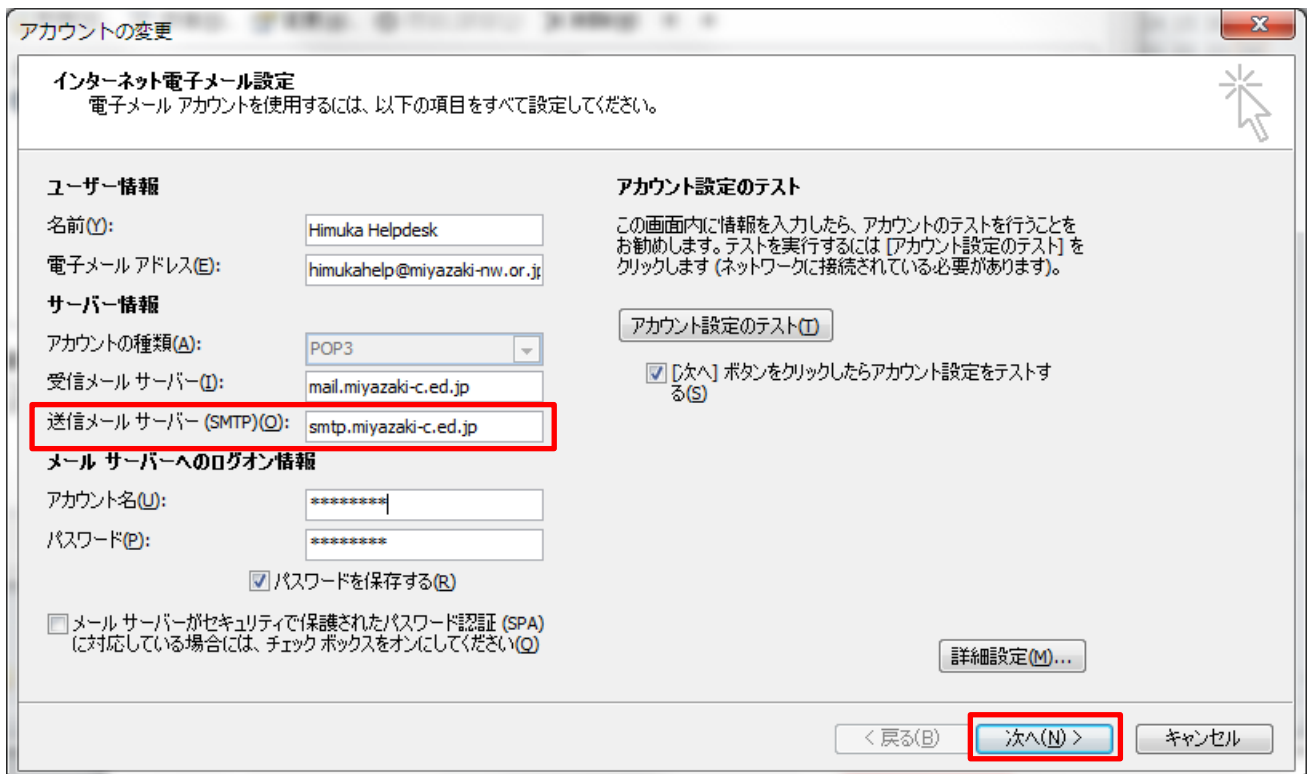 アカウントの変更
インターネット電子メール設定
電子メール アカウントを使用するには、以下の項目をすべて設定してください。
ユーザー情報
名前(Y):
Himuka Helpdesk
電子メール アドレス(E):
himukahelp@miyazaki-nw.or.jp
サーバー情報
アカウントの種類(A):
POP3
受信メール サーバー(I):
mail.miyazaki-c.ed.jp
送信メール サーバー (SMTP)(O):
smtp.miyazaki-c.ed.jp
メール サーバーへのログオン情報
アカウント名(U):
********
パスワード(P):
********
パスワードを保存する(R)
メール サーバーがセキュリティで保護されたパスワード認証 (SPA)
に対応している場合には、チェック ボックスをオンにしてください(Q)
アカウント設定のテスト
この画面内に情報を入力したら、アカウントのテストを行うことを
お勧めします。テストを実行するには [アカウント設定のテスト] を
クリックします (ネットワークに接続されている必要があります)。
アカウント設定のテスト(T)
[次へ] ボタンをクリックしたらアカウント設定をテストす
る(S)
詳細設定(M)...
< 戻る(B)
次へ(N) >
キャンセル